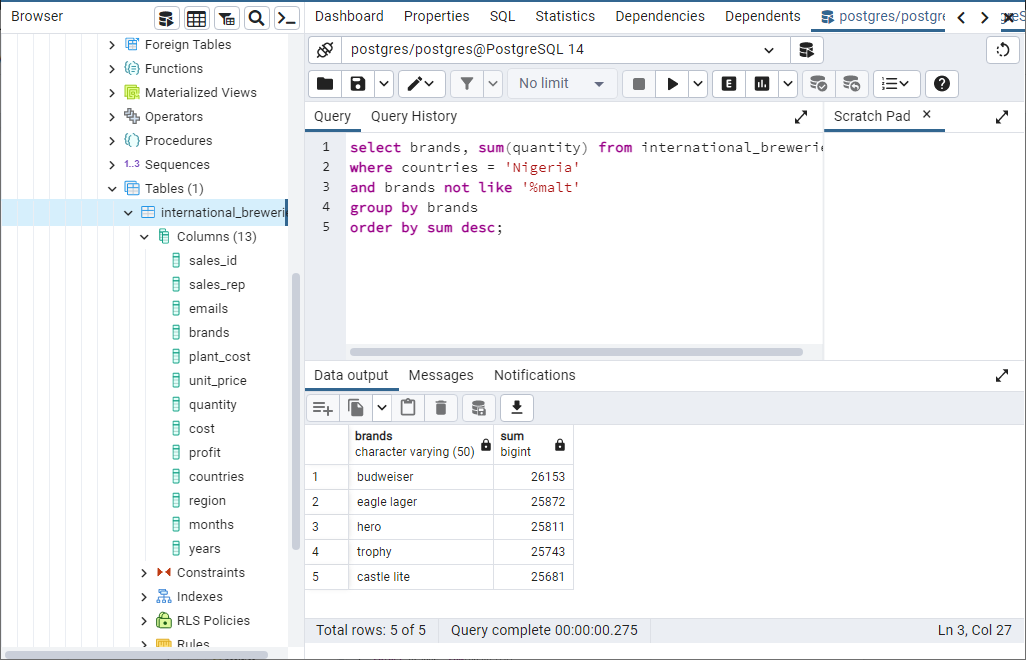 Browser
Dashboard Properties SQL Statistics Dependencies Dependents postgres/postgre
postgres/postgres@PostgreSQL 14
No limit
Foreign Tables
Functions
Materialized Views
Operators
Procedures
1..3 Sequences
Tables (1)
international_breweri
Columns (13)
sales_id
sales_rep
emails
brands
plant_cost
unit_price
quantity
cost
profit
countries
region
months
years
Constraints
Indexes
RLS Policies
Rules
Query Query History
Scratch Pad
1 select brands, sum(quantity) from international_brewerie
2 where countries = 'Nigeria'
3 and brands not like '%malt'
4 group by brands
5 order by sum desc;
Data output Messages Notifications
brands sum
character varying (50) bigint
1 budweiser 26153
2 eagle lager 25872
3 hero 25811
4 trophy 25743
5 castle lite 25681
Total rows: 5 of 5 Query complete 00:00:00.275 Ln 3, Col 27